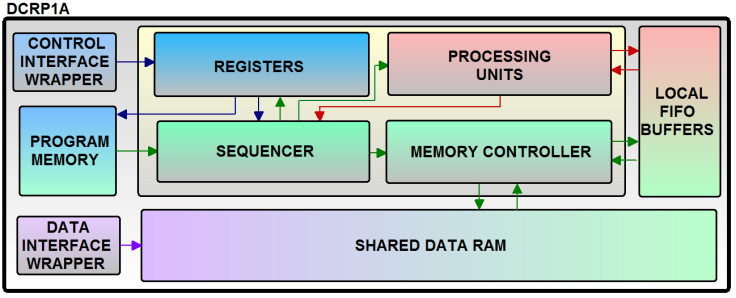 DCRP1A
CONTROL
INTERFACE
WRAPPER
REGISTERS
PROCESSING
UNITS
LOCAL
FIFO
BUFFERS
PROGRAM
MEMORY
SEQUENCER
MEMORY CONTROLLER
DATA
INTERFACE
WRAPPER
SHARED DATA RAM